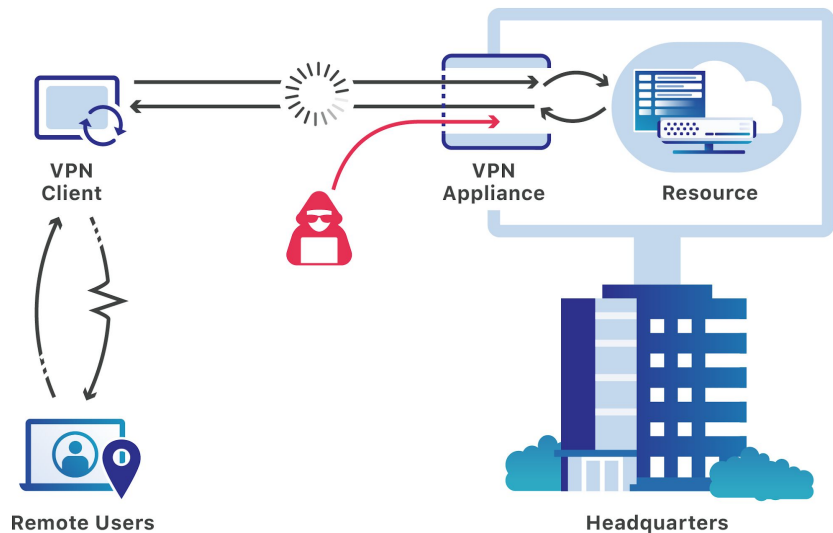 VPN
Client
VPN
Appliance
Resource
Remote Users
Headquarters